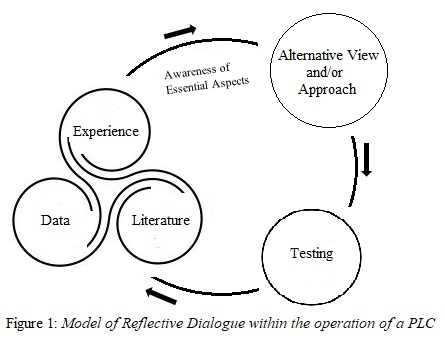 Awareness of
Essential Aspects
Alternative View
and/or
Approach
Experience
Data
Literature
Testing
Figure 1: Model of Reflective Dialogue within the operation of a PLC